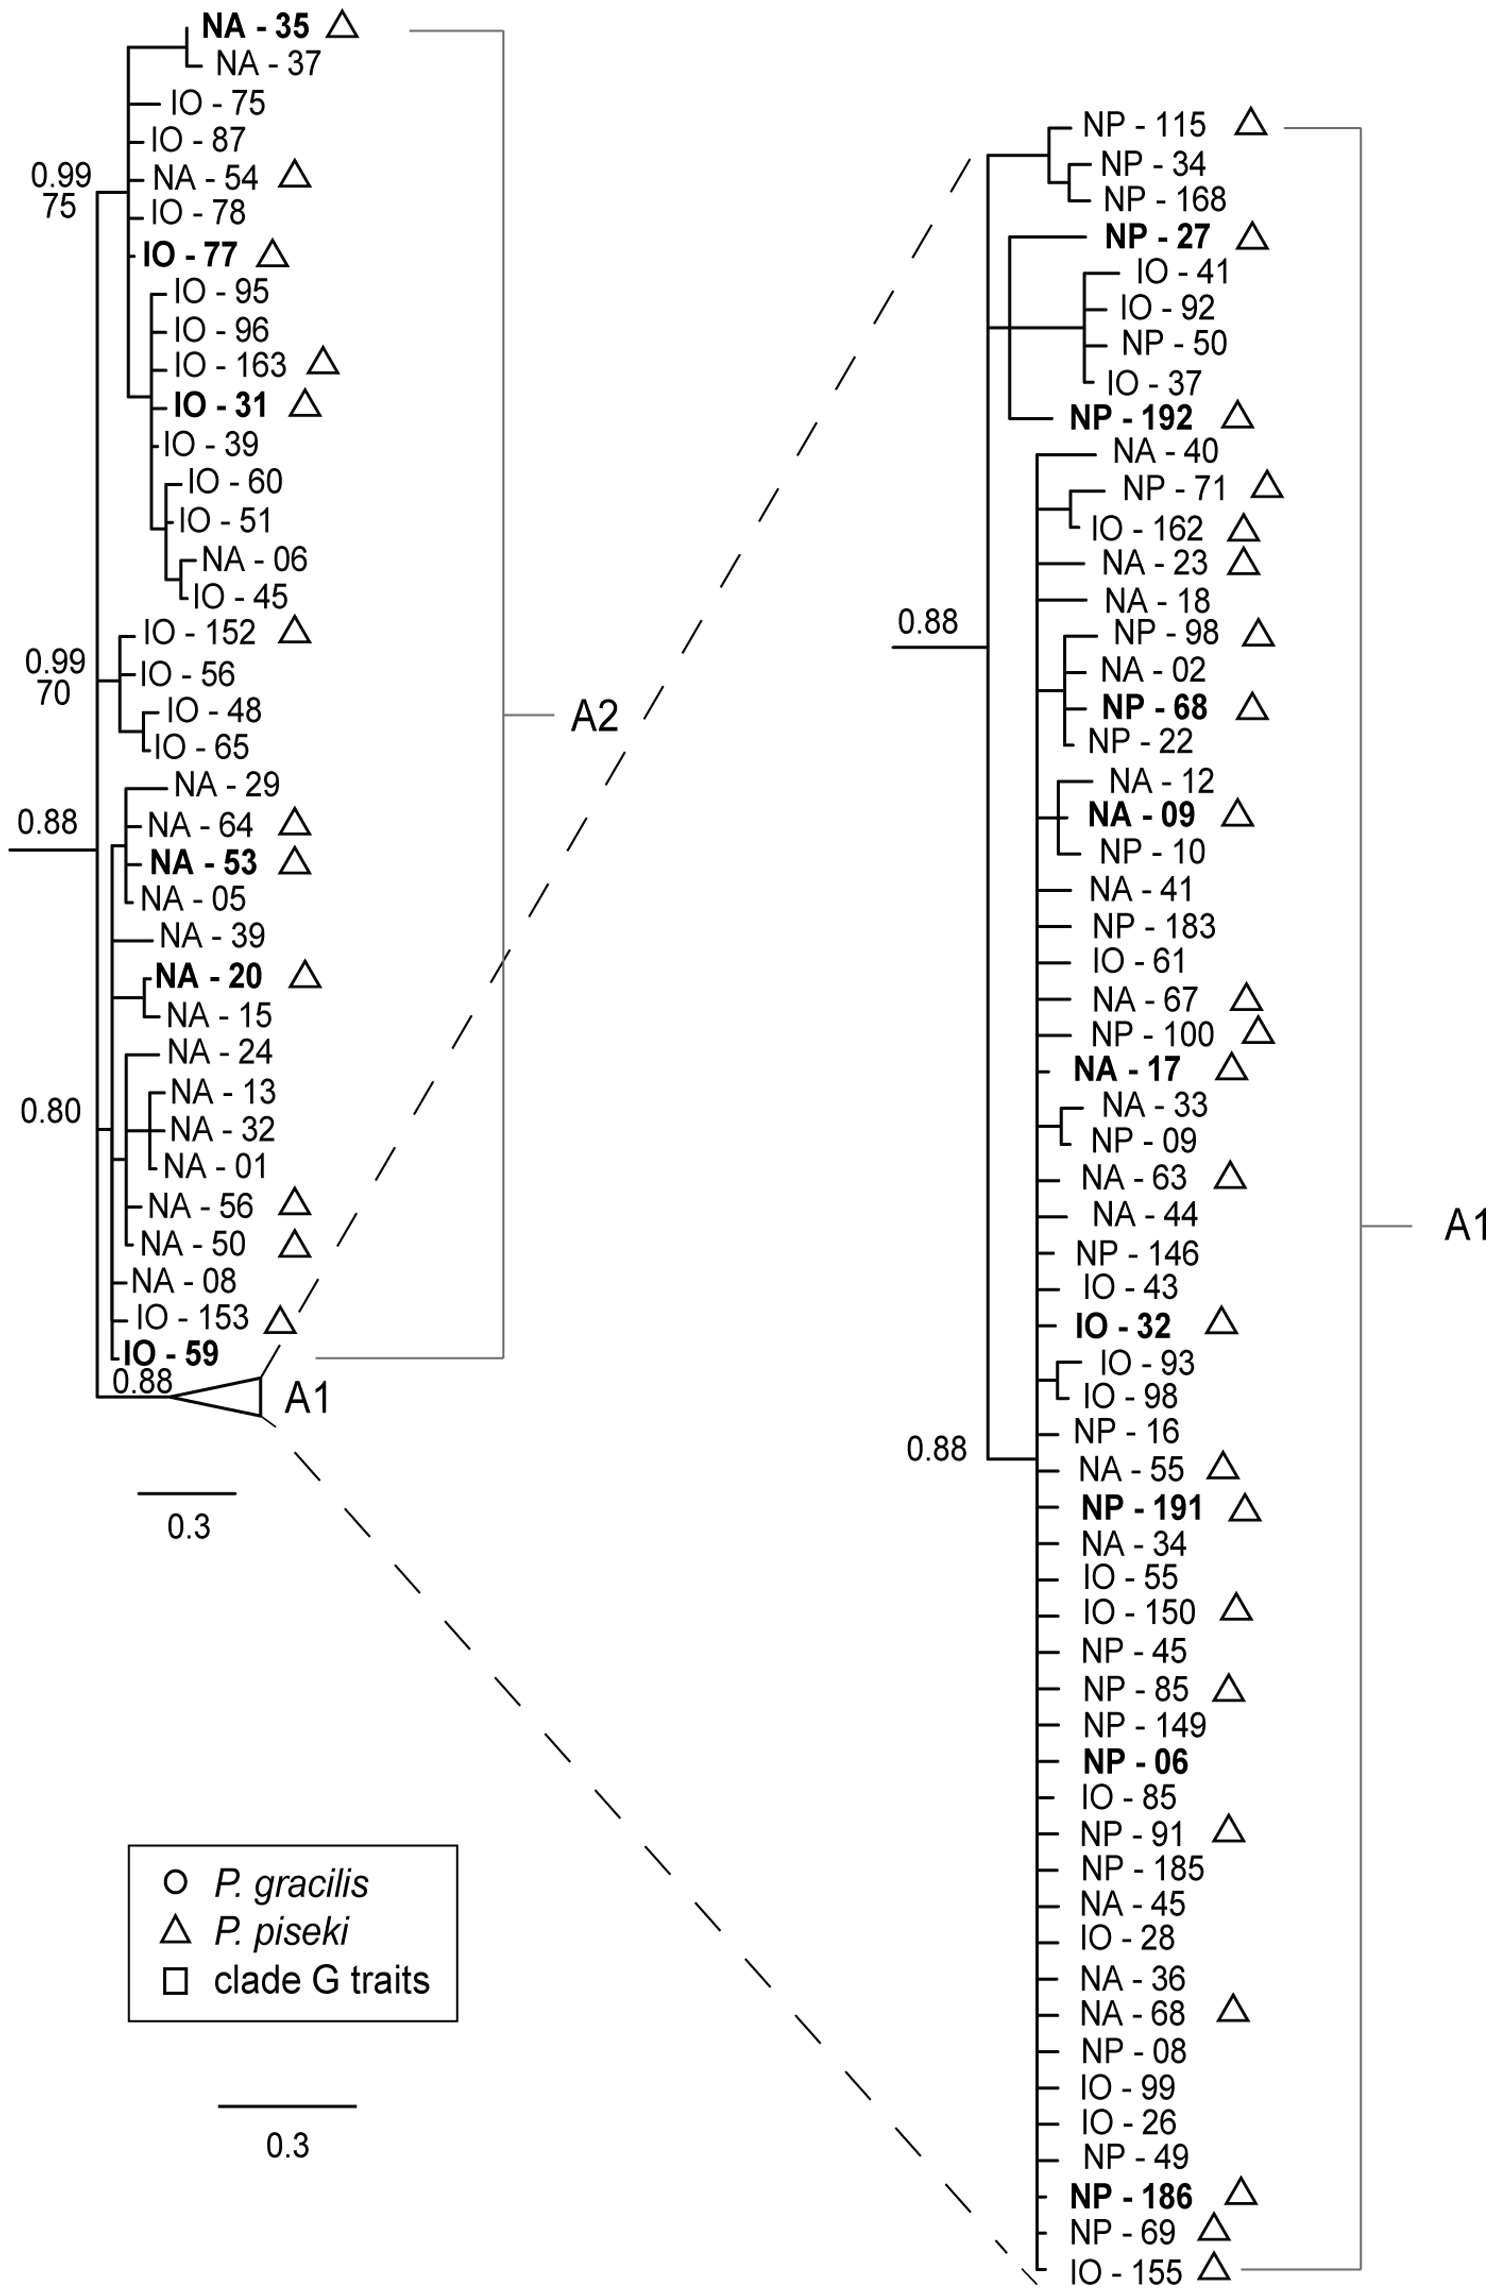 NA - 35
NA - 37
IO - 75
IO - 87
0.99
75
NA - 54
IO - 78
IO - 77
IO - 95
IO - 96
IO - 163
IO - 31
IO - 39
IO - 60
IO - 51
NA - 06
IO - 45
IO - 152
0.99
70
IO - 56
IO - 48
IO - 65
A2
NA - 29
0.88
NA - 64
NA - 53
NA - 05
NA - 39
NA - 20
NA - 15
NA - 24
NA - 13
0.80
NA - 32
NA - 01
NA - 56
NA - 50
NA - 08
IO - 153
IO - 59
0.88
A1
0.3
P. gracilis
P. piseki
clade G traits
0.3
NP - 115
NP - 34
NP - 168
NP - 27
IO - 41
IO - 92
NP - 50
IO - 37
NP - 192
NA - 40
NP - 71
IO - 162
NA - 23
NA - 18
0.88
NP - 98
NA - 02
NP - 68
NP - 22
NA - 12
NA - 09
NP - 10
NA - 41
NP - 183
IO - 61
NA - 67
NP - 100
NA - 17
NA - 33
NP - 09
NA - 63
NA - 44
A1
NP - 146
IO - 43
IO - 32
IO - 93
IO - 98
NP - 16
0.88
NA - 55
NP - 191
NA - 34
IO - 55
IO - 150
NP - 45
NP - 85
NP - 149
NP - 06
IO - 85
NP - 91
NP - 185
NA - 45
IO - 28
NA - 36
NA - 68
NP - 08
IO - 99
IO - 26
NP - 49
NP - 186
NP - 69
IO - 155